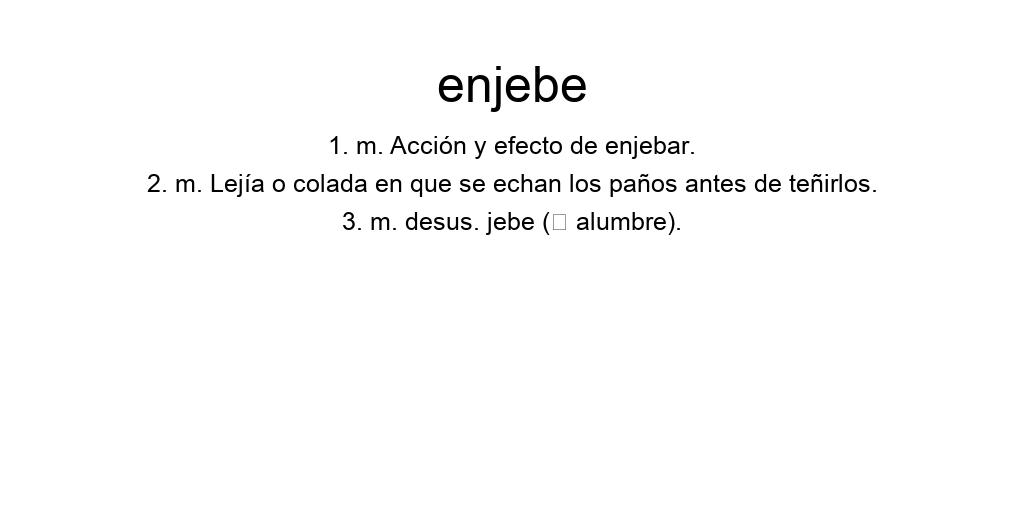 enjebe
1. m. Acción y efecto de enjebar.
2. m. Lejía o colada en que se echan los paños antes de teñirlos.
3. m. desus. jebe (▯ alumbre).